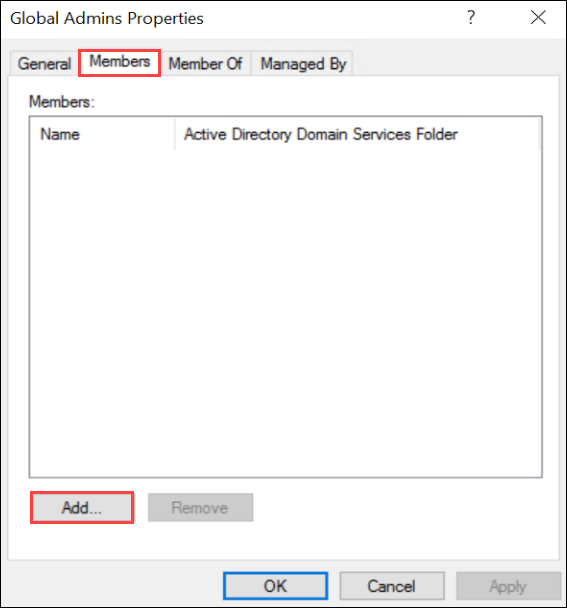 Global Admins Properties ?
General Members Member Of Managed By
Members:
Name Active Directory Domain Services Folder
Add... Remove
OK Cancel Apply